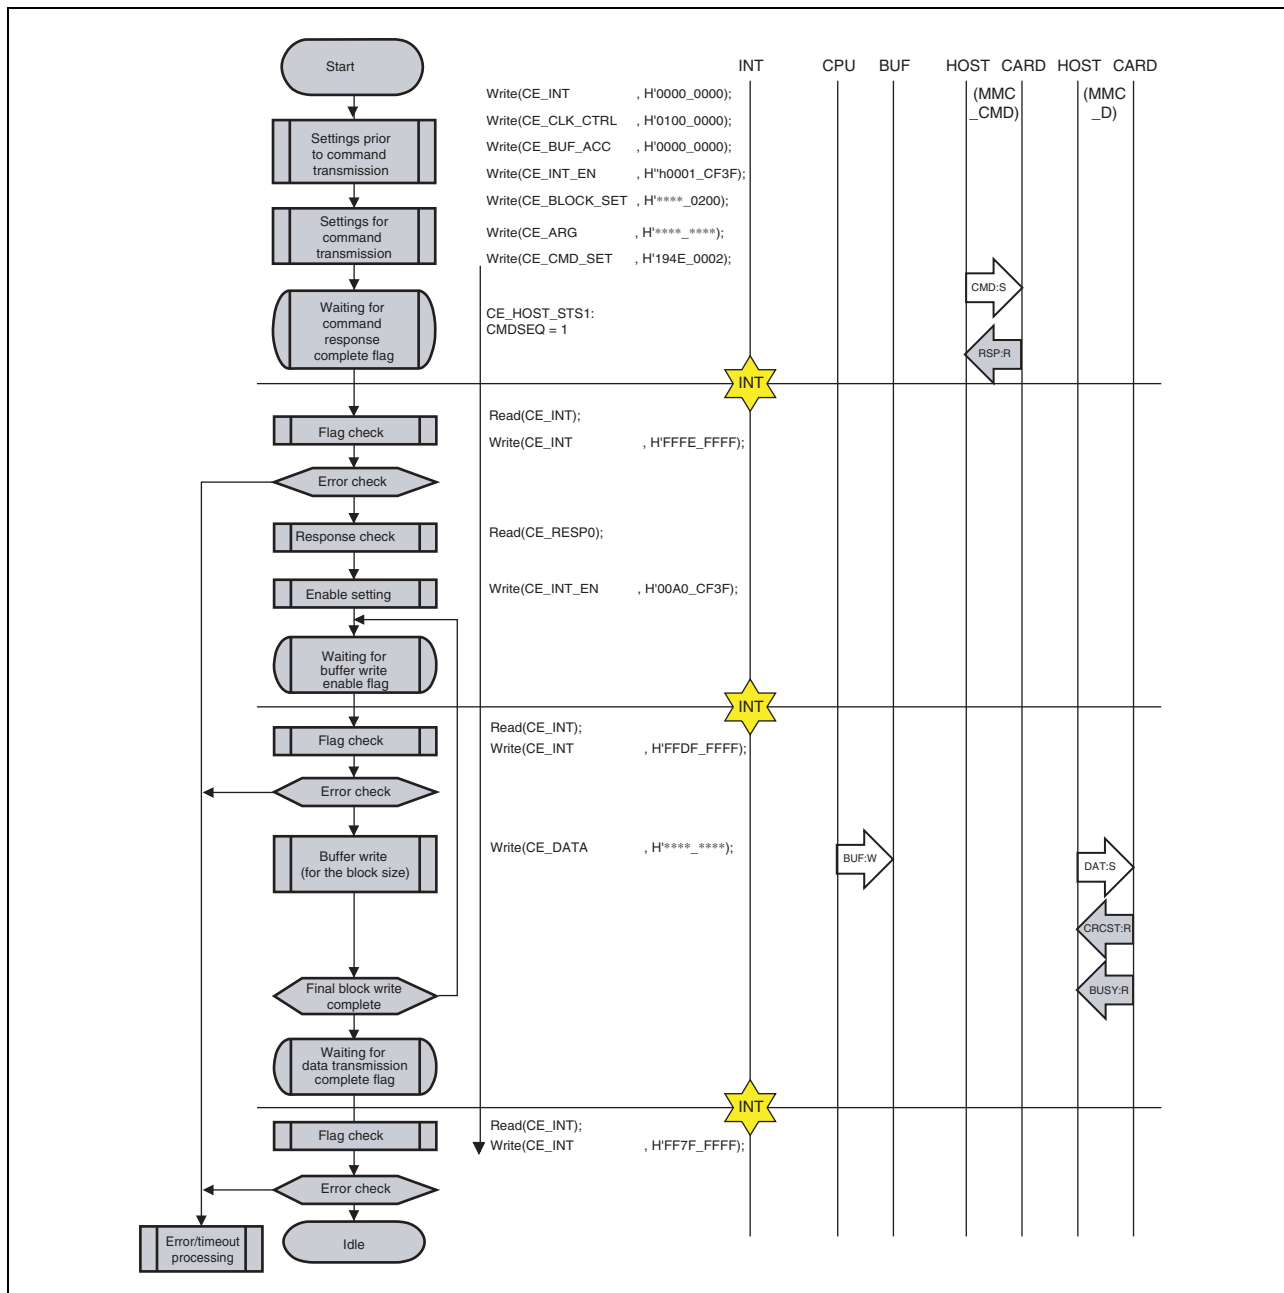 Start
INT CPU BUF HOST CARD HOST CARD
(MMC _CMD) (MMC _D)
Write(CE_INT , H'0000_0000);
Write(CE_CLK_CTRL , H'0100_0000);
Settings prior
to command
transmission
Write(CE_BUF_ACC , H'0000_0000);
Write(CE_INT_EN , H''h0001_CF3F);
Write(CE_BLOCK_SET , H'****_0200);
Settings for
command
transmission
Write(CE_ARG , H'****_****);
Write(CE_CMD_SET , H'194E_0002);
CMD:S
Waiting for
command
response
complete flag
CE_HOST_STS1:
CMDSEQ = 1
RSP:R
INT
Read(CE_INT);
Flag check
Write(CE_INT , H'FFFE_FFFF);
Error check
Response check
Read(CE_RESP0);
Enable setting
Write(CE_INT_EN , H'00A0_CF3F);
Waiting for
buffer write
enable flag
INT
Read(CE_INT);
Flag check
Write(CE_INT , H'FFDF_FFFF);
Error check
Buffer write
(for the block size)
Write(CE_DATA , H'****_****);
BUF:W
DAT:S
CRCST:R
BUSY:R
Final block write
complete
Waiting for
data transmission
complete flag
INT
Read(CE_INT);
Flag check
Write(CE_INT , H'FF7F_FFFF);
Error check
Error/timeout
processing
Idle